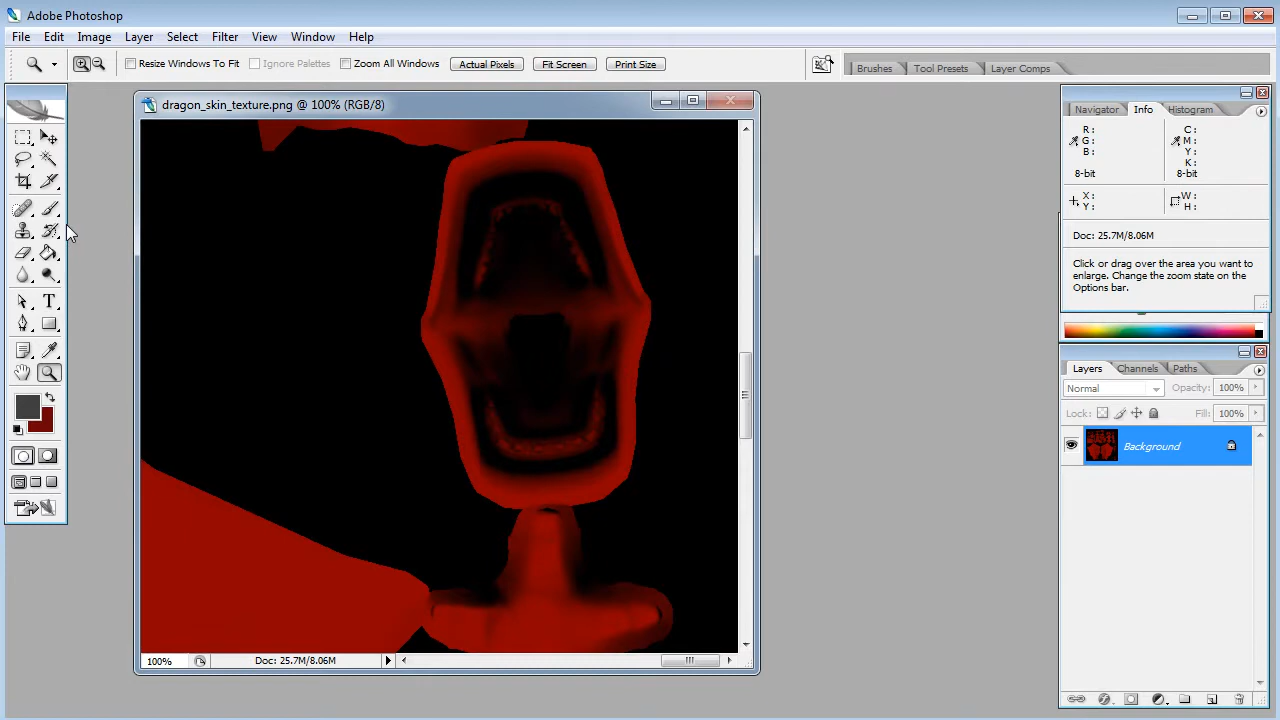 Adobe Photoshop
File Edit Image Layer Select Filter View Window Help
Resize Windows To Fit Ignore Palettes Zoom All Windows Actual Pixels Fit Screen Print Size Brushes Tool Presets Layer Comps
dragon_skin_texture.png @ 100% (RGB/8)
Navigator Info Histogram
R: C:
G: M:
B: Y:
K:
8-bit 8-bit
X: W:
Y: H:
Doc: 25.7M/8.06M
Click or drag over the area you want to
enlarge. Change the zoom state on the
Options bar.
T
Layers Channels Paths
Normal Opacity: 100%
Lock: Fill: 100%
Background
100% Doc: 25.7M/8.06M